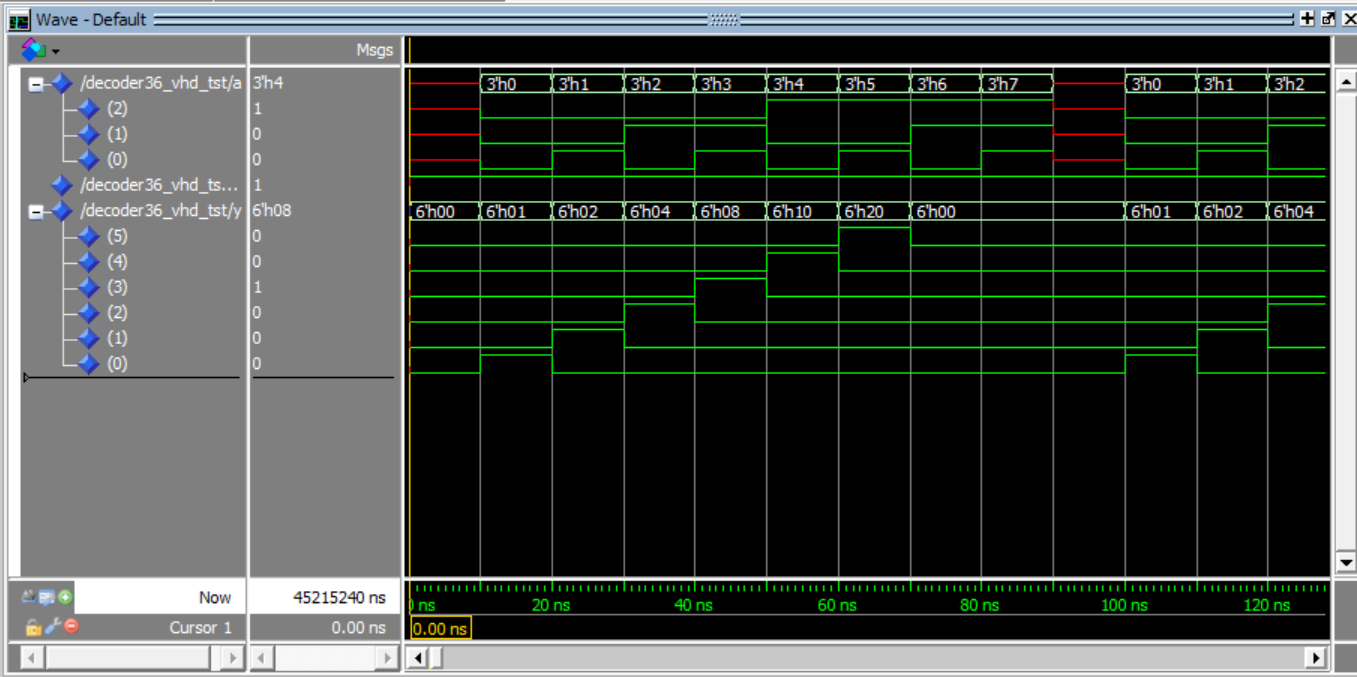 Wave - Default
Msgs
/decoder36_vhd_tst/a 3'h4 3'h0 3'h1 3'h2 3'h3 3'h4 3'h5 3'h6 3'h7 3'h0 3'h1 3'h2
(2) 1
(1) 0
(0) 0
/decoder36_vhd_ts... 1
/decoder36_vhd_tst/y 6'h08 6'h00 6'h01 6'h02 6'h04 6'h08 6'h10 6'h20 6'h00 6'h01 6'h02 6'h04
(5) 0
(4) 0
(3) 1
(2) 0
(1) 0
(0) 0
Now 45215240 ns ns 20 ns 40 ns 60 ns 80 ns 100 ns 120 ns
Cursor 1 0.00 ns 0.00 ns